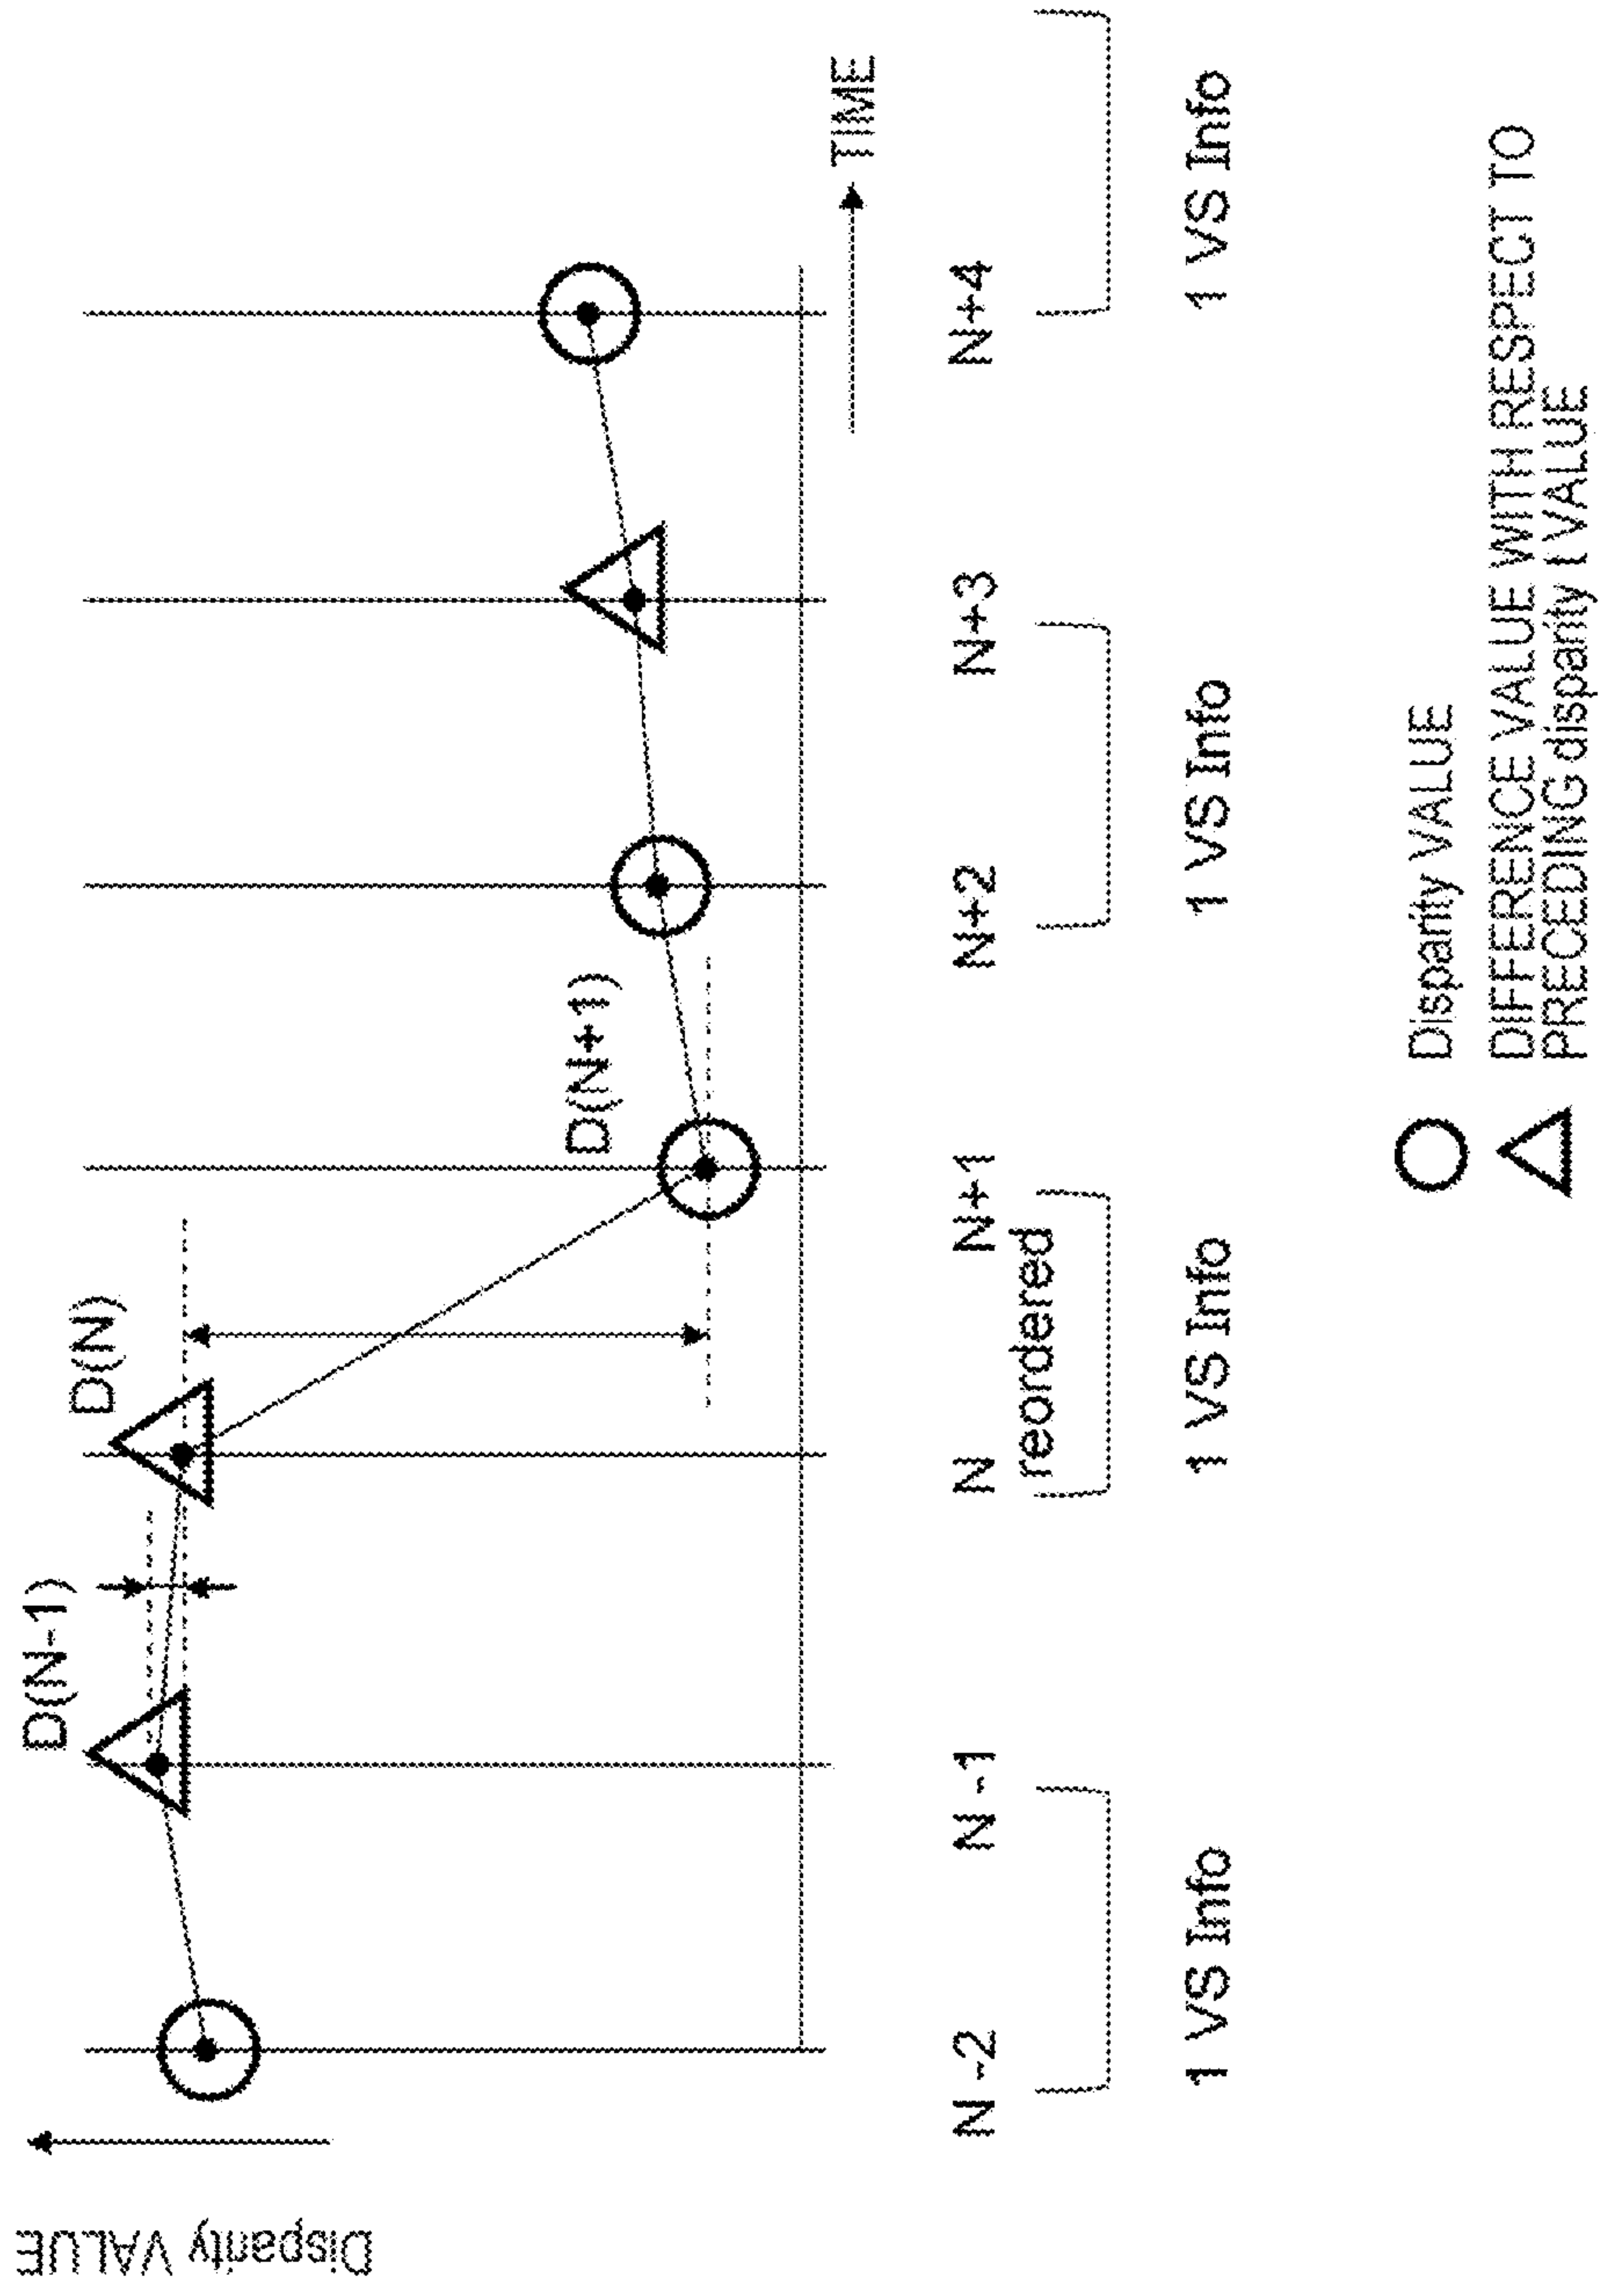 Disparity VALUE
D(N-1)
D(N)
D(N+1)
TIME
N -2
N -1
N
N+1
N+2
N+3
N+4
reordered
1 VS Info
1 VS Info
1 VS Info
1 VS Info
Disparity VALUE
DIFFERENCE VALUE WITH RESPECT TO
PRECEDING disparity l VALUE